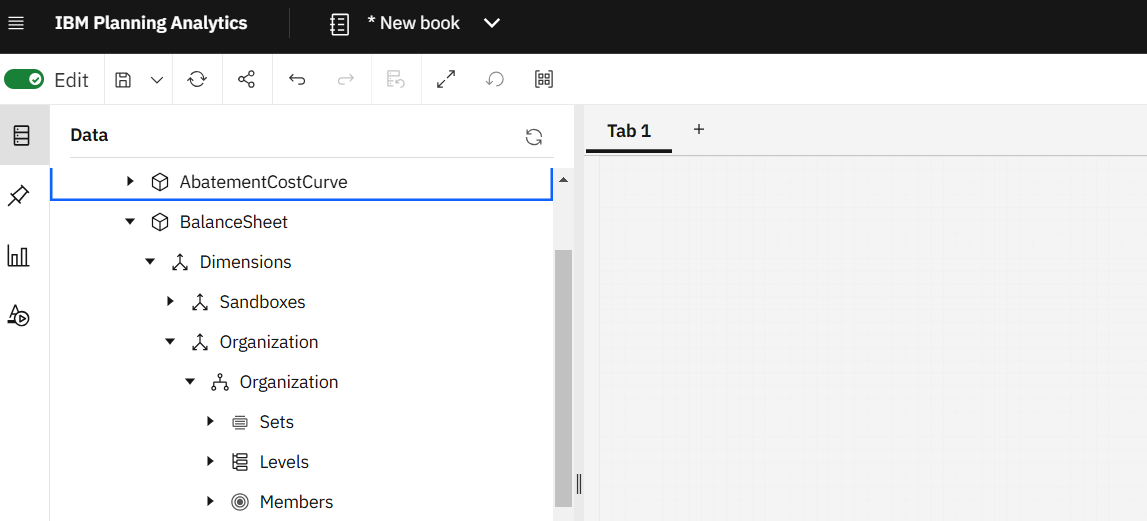 IBM Planning Analytics * New book
Edit
Data
Tab 1 +
AbatementCostCurve
BalanceSheet
Dimensions
Sandboxes
Organization
Organization
Sets
Levels
Members